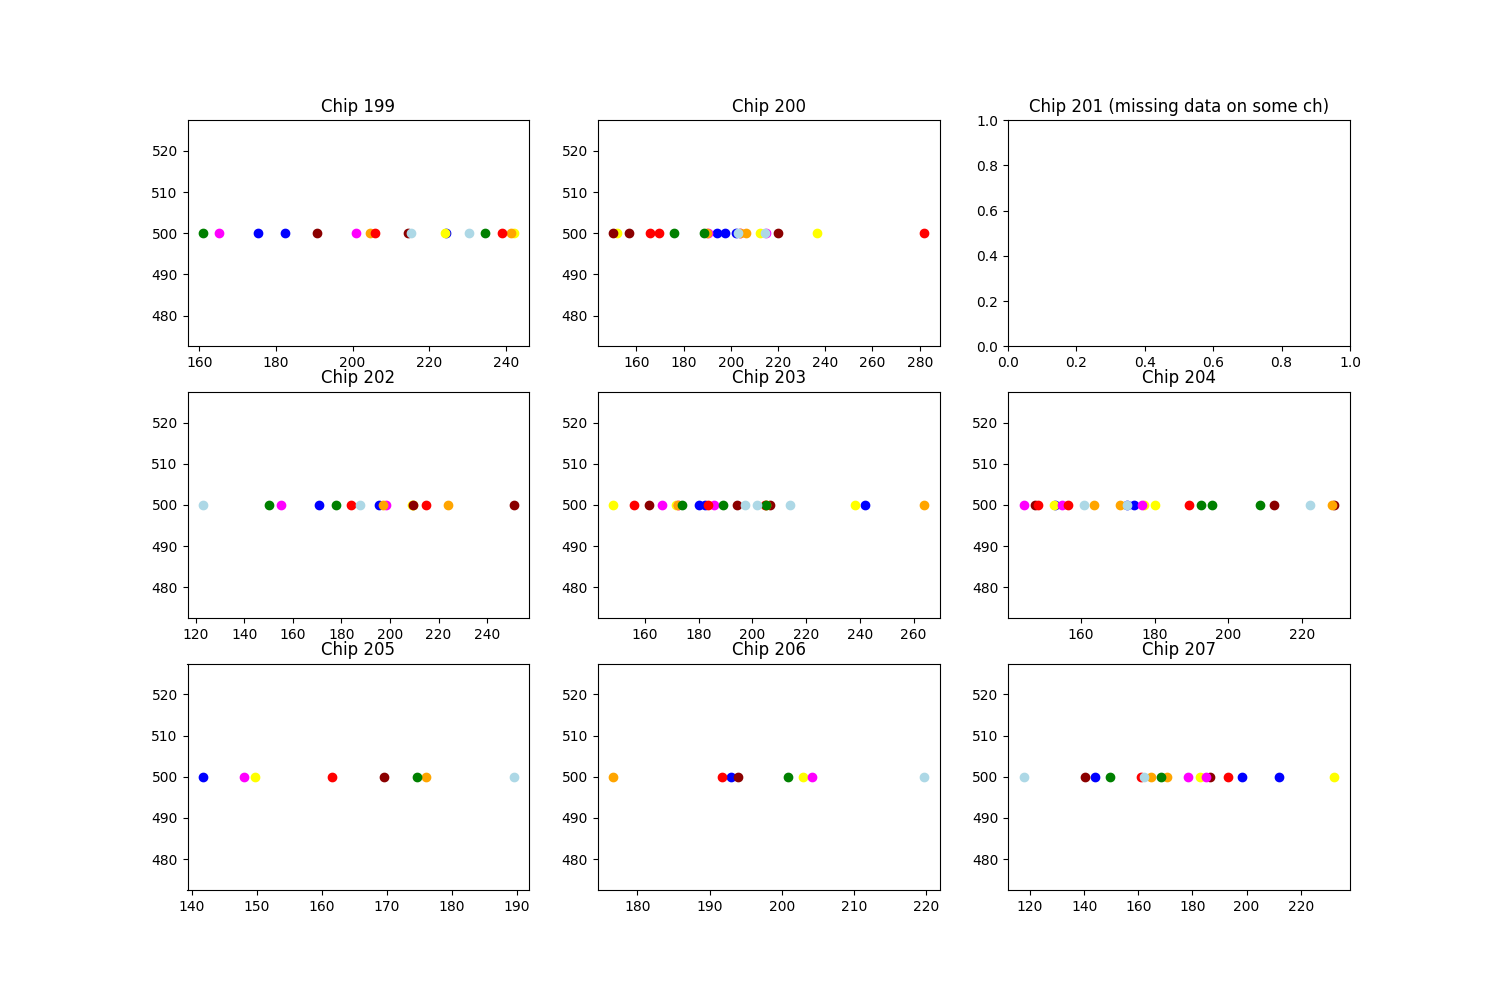 Chip 199
Chip 200
Chip 201 (missing data on some ch)
520
510
500
490
480
160 180 200 220 240
520
510
500
490
480
160 180 200 220 240 260 280
1.0
0.8
0.6
0.4
0.2
0.0
0.0 0.2 0.4 0.6 0.8 1.0
Chip 202
Chip 203
Chip 204
520
510
500
490
480
120 140 160 180 200 220 240
520
510
500
490
480
160 180 200 220 240 260
520
510
500
490
480
160 180 200 220
Chip 205
Chip 206
Chip 207
520
510
500
490
480
140 150 160 170 180 190
520
510
500
490
480
180 190 200 210 220
520
510
500
490
480
120 140 160 180 200 220